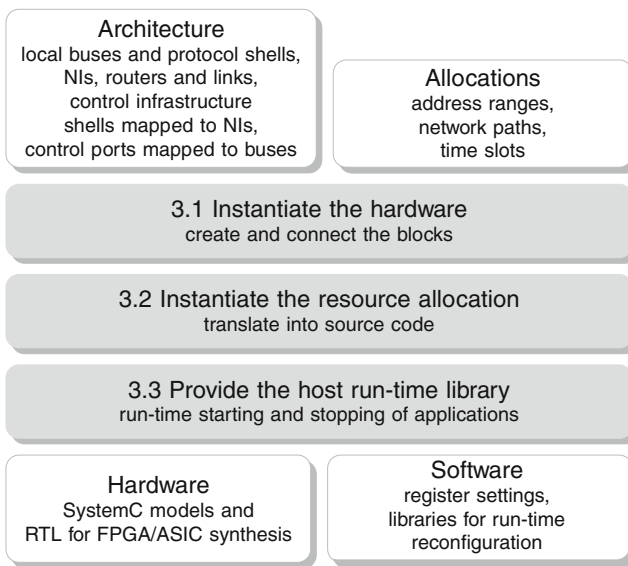 Architecture
local buses and protocol shells,
NIs, routers and links,
control infrastructure
shells mapped to NIs,
control ports mapped to buses
Allocations
address ranges,
network paths,
time slots
3.1 Instantiate the hardware
create and connect the blocks
3.2 Instantiate the resource allocation
translate into source code
3.3 Provide the host run-time library
run-time starting and stopping of applications
Hardware
SystemC models and
RTL for FPGA/ASIC synthesis
Software
register settings,
libraries for run-time
reconfiguration